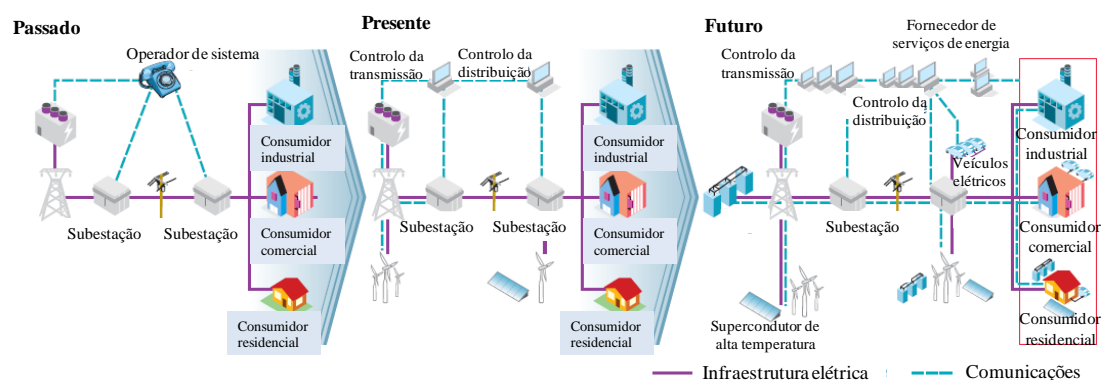 Passado
Operador de sistema
Subestação
Subestação
Consumidor
industrial
Consumidor
comercial
Consumidor
residencial
Presente
Controlo da
transmissão
Controlo da
distribuição
Subestação
Subestação
Consumidor
industrial
Consumidor
comercial
Consumidor
residencial
Futuro
Controlo da
transmissão
Fornecedor de
serviços de energia
Controlo da
distribuição
Veículos
elétricos
Subestação
Supercondutor de
alta temperatura
Consumidor
industrial
Consumidor
comercial
Consumidor
residencial
Infraestrutura elétrica
Comunicações